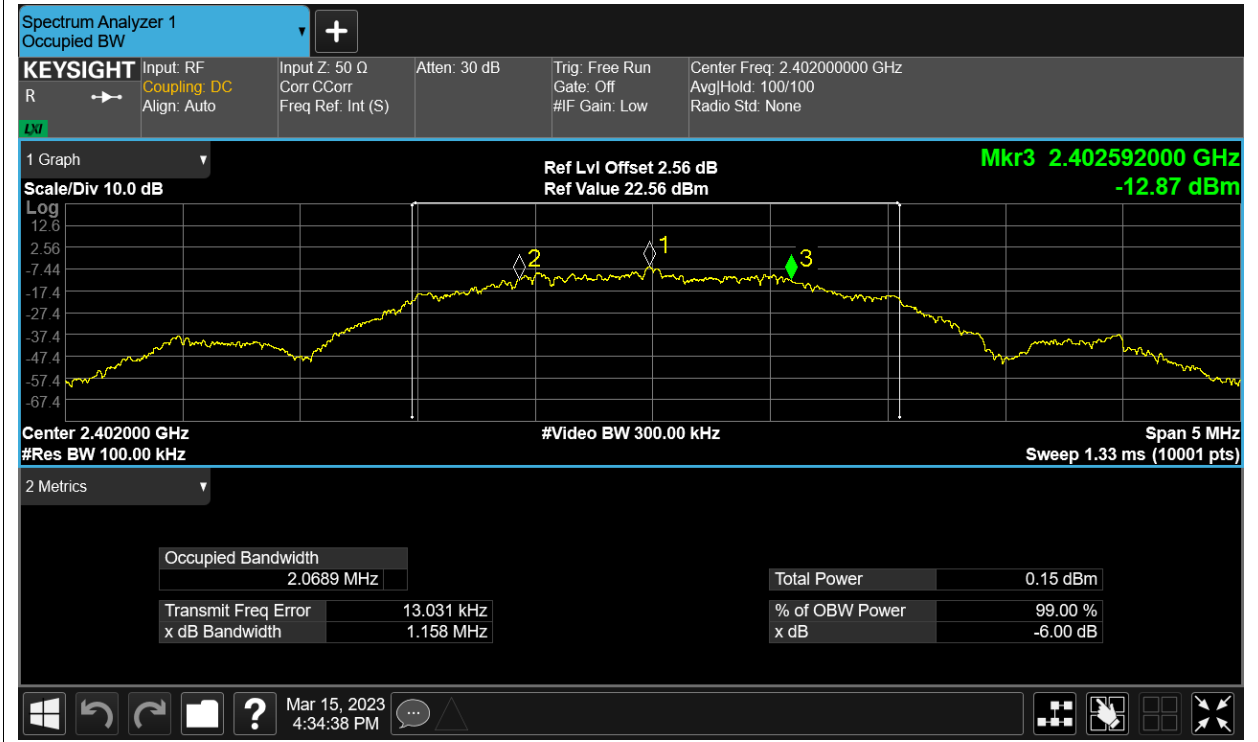 Spectrum Analyzer 1
Occupied BW
KEYSIGHT
R
LXI
Input: RF
Coupling: DC
Align: Auto
Input Z: 50 Ω
Corr CCorr
Freq Ref: Int (S)
Atten: 30 dB
Trig: Free Run
Gate: Off
#IF Gain: Low
Center Freq: 2.402000000 GHz
Avg|Hold: 100/100
Radio Std: None
1 Graph
Scale/Div 10.0 dB
Ref Lvl Offset 2.56 dB
Ref Value 22.56 dBm
Mkr3 2.402592000 GHz
-12.87 dBm
Log
12.6
2.56
-7.44
-17.4
-27.4
-37.4
-47.4
-57.4
-67.4
2
1
3
Center 2.402000 GHz
#Res BW 100.00 kHz
#Video BW 300.00 kHz
Span 5 MHz
Sweep 1.33 ms (10001 pts)
2 Metrics
Occupied Bandwidth
2.0689 MHz
Transmit Freq Error 13.031 kHz
x dB Bandwidth 1.158 MHz
Total Power 0.15 dBm
% of OBW Power 99.00 %
x dB -6.00 dB
?
Mar 15, 2023
4:34:38 PM